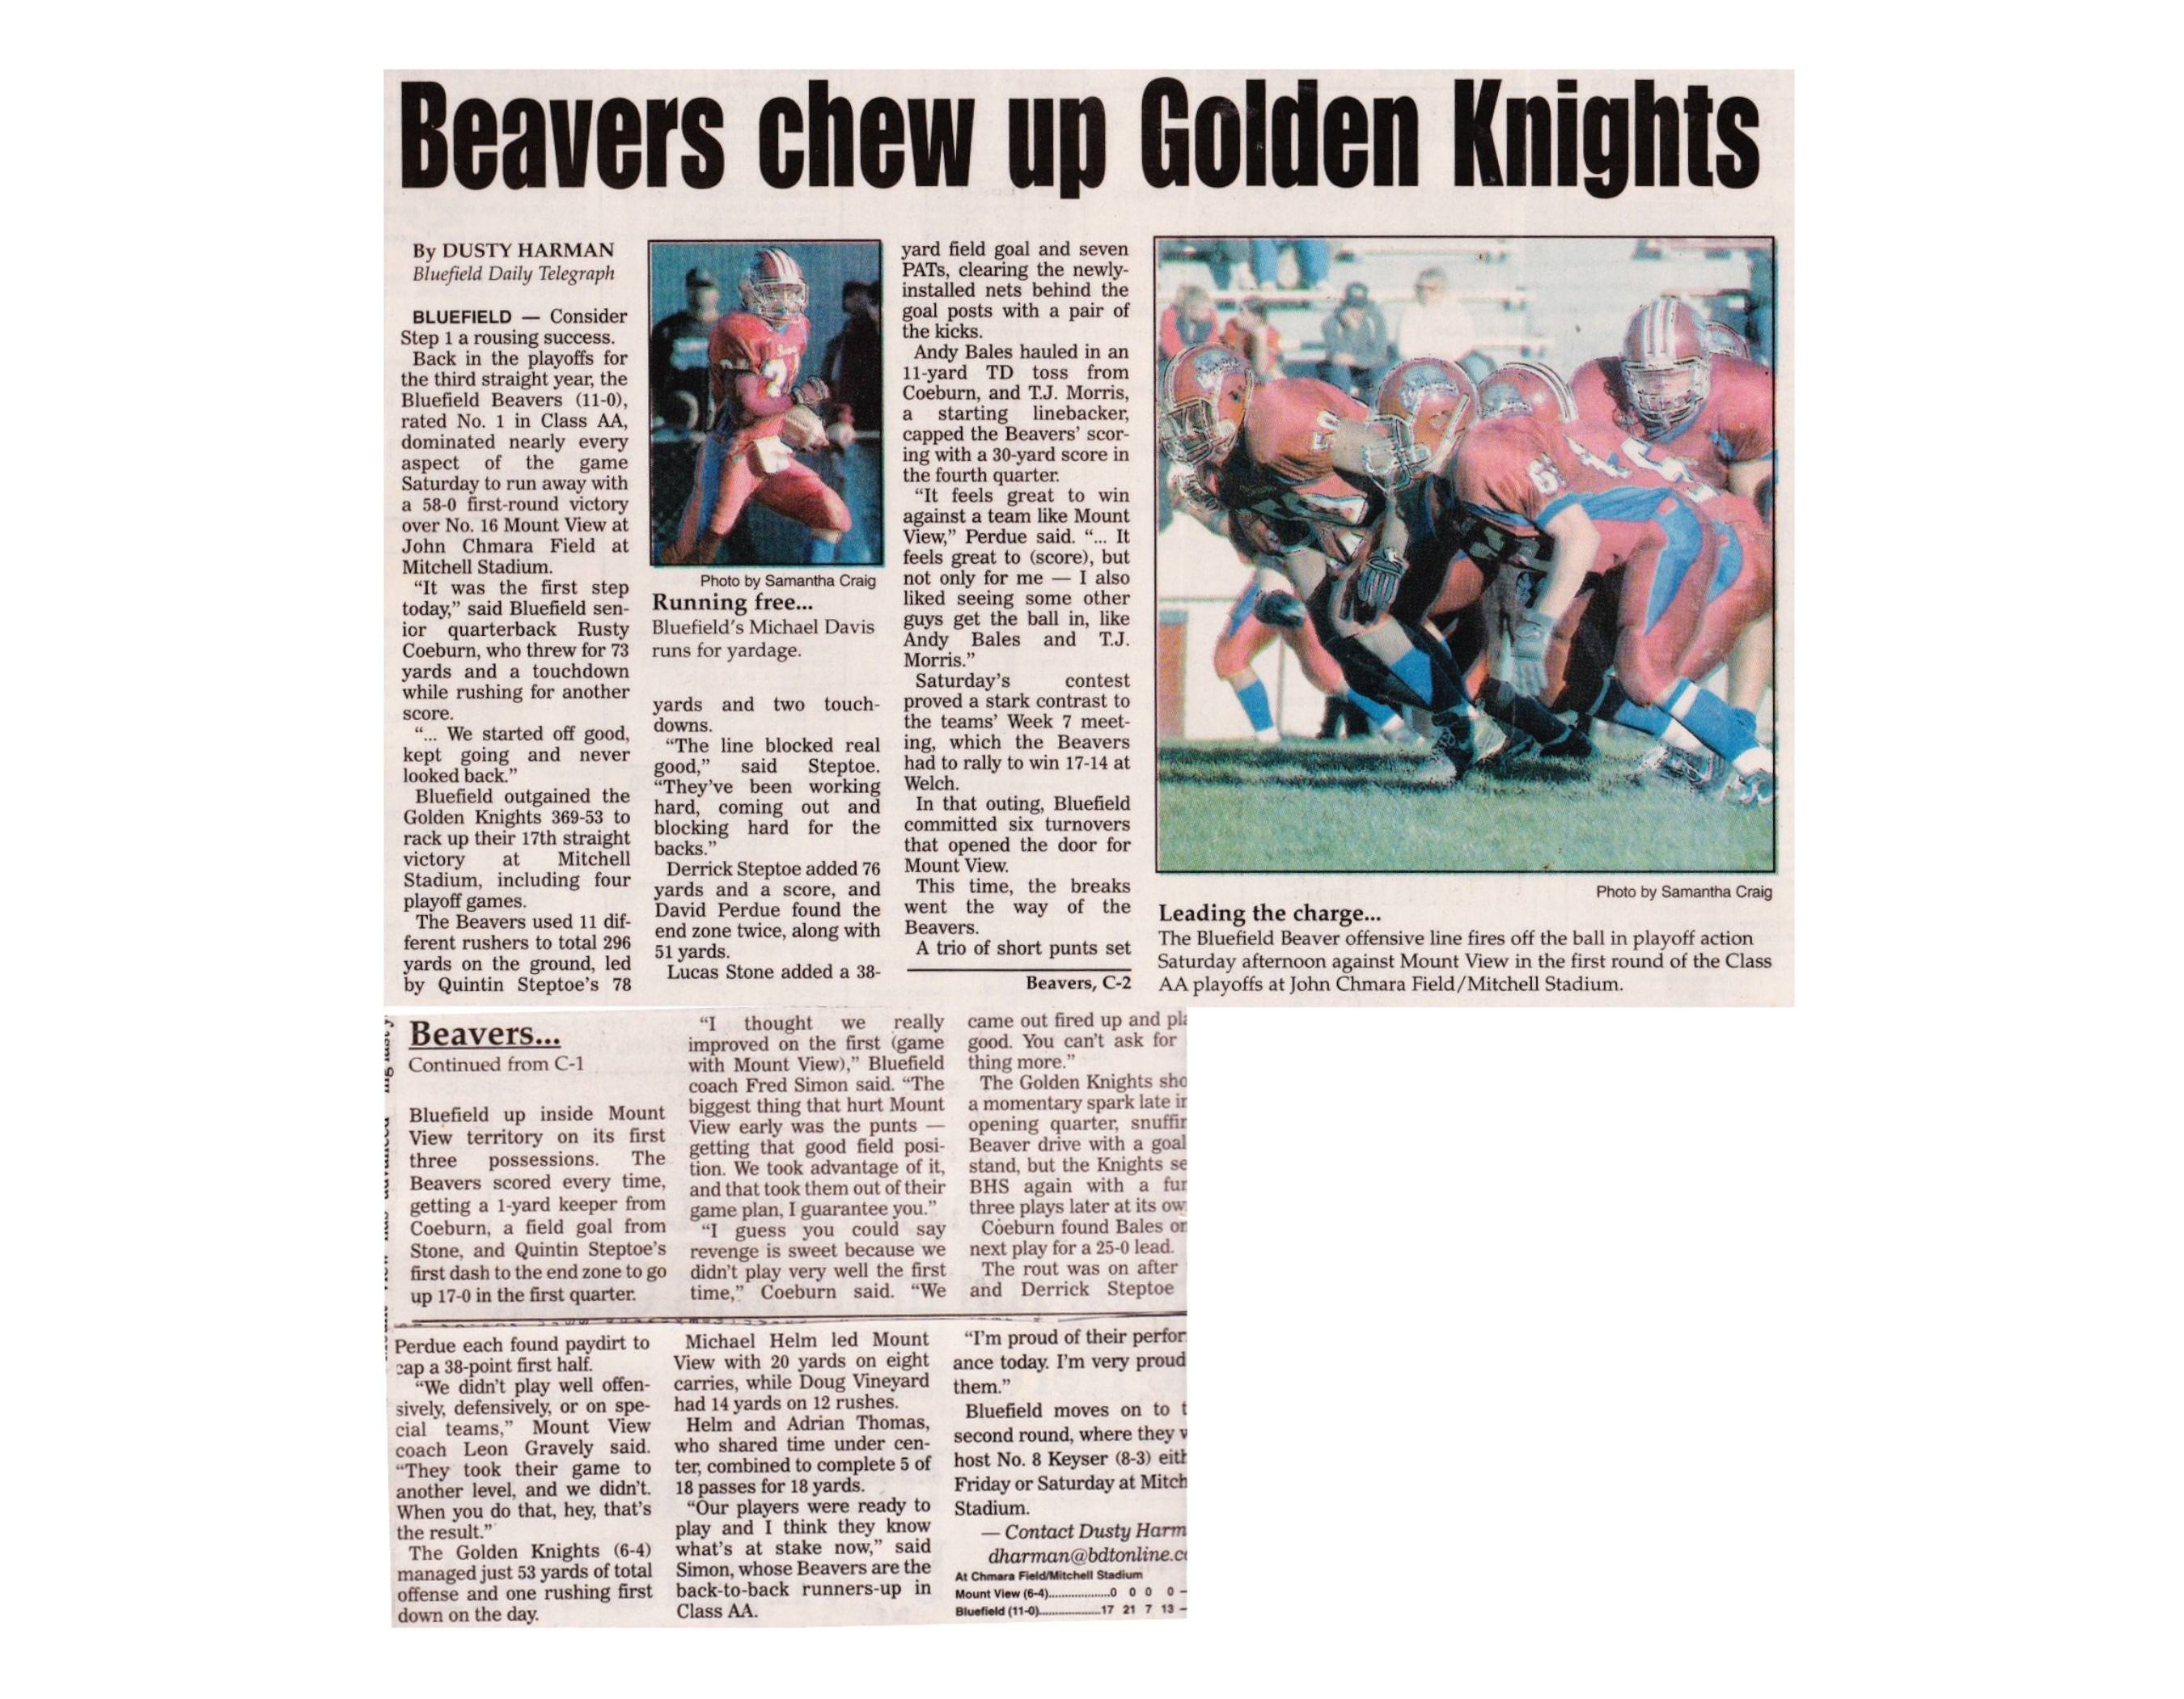 Beavers chew up Golden Knights
By DUSTY HARMAN
Bluefield Daily Telegraph
BLUEFIELD — Consider
Step 1 a rousing success.
Back in the playoffs for
the third straight year, the
Bluefield Beavers (11-0),
rated No. 1 in Class AA,
dominated nearly every
aspect of the game
Saturday to run away with
a 58-0 first-round victory
over No. 16 Mount View at
John Chmara Field at
Mitchell Stadium.
"It was the first step
today," said Bluefield sen-
ior quarterback Rusty
Coeburn, who threw for 73
yards and a touchdown
while rushing for another
score.
"... We started off good,
kept going and never
looked back."
Bluefield outgained the
Golden Knights 369-53 to
rack up their 17th straight
victory at Mitchell
Stadium, including four
playoff games.
The Beavers used 11 dif-
ferent rushers to total 296
yards on the ground, led
by Quintin Steptoe's 78
Photo by Samantha Craig
Running free...
Bluefield's Michael Davis
runs for yardage.
yards and two touch-
downs.
"The line blocked real
good," said Steptoe.
"They've been working
hard, coming out and
blocking hard for the
backs."
Derrick Steptoe added 76
yards and a score, and
David Perdue found the
end zone twice, along with
51 yards.
Lucas Stone added a 38-
yard field goal and seven
PATs, clearing the newly-
installed nets behind the
goal posts with a pair of
the kicks.
Andy Bales hauled in an
11-yard TD toss from
Coeburn, and T.J. Morris,
a starting linebacker,
capped the Beavers' scor-
ing with a 30-yard score in
the fourth quarter.
"It feels great to win
against a team like Mount
View," Perdue said. "... It
feels great to (score), but
not only for me — I also
liked seeing some other
guys get the ball in, like
Andy Bales and T.J.
Morris."
Saturday's contest
proved a stark contrast to
the teams' Week 7 meet-
ing, which the Beavers
had to rally to win 17-14 at
Welch.
In that outing, Bluefield
committed six turnovers
that opened the door for
Mount View.
This time, the breaks
went the way of the
Beavers.
A trio of short punts set
Beavers, C-2
Photo by Samantha Craig
Leading the charge...
The Bluefield Beaver offensive line fires off the ball in playoff action
Saturday afternoon against Mount View in the first round of the Class
AA playoffs at John Chmara Field/Mitchell Stadium.
Beavers...
Continued from C-1
Bluefield up inside Mount
View territory on its first
three possessions. The
Beavers scored every time,
getting a 1-yard keeper from
Coeburn, a field goal from
Stone, and Quintin Steptoe's
first dash to the end zone to go
up 17-0 in the first quarter.
"I thought we really
improved on the first (game
with Mount View)," Bluefield
coach Fred Simon said. "The
biggest thing that hurt Mount
View early was the punts —
getting that good field posi-
tion. We took advantage of it,
and that took them out of their
game plan, I guarantee you."
"I guess you could say
revenge is sweet because we
didn't play very well the first
time," Coeburn said. "We
came out fired up and pla
good. You can't ask for
thing more."
The Golden Knights sho
a momentary spark late in
opening quarter, snuffin
Beaver drive with a goal
stand, but the Knights se
BHS again with a fum
three plays later at its ow
Coeburn found Bales on
next play for a 25-0 lead.
The rout was on after
and Derrick Steptoe
Perdue each found paydirt to
cap a 38-point first half.
"We didn't play well offen-
sively, defensively, or on spe-
cial teams," Mount View
coach Leon Gravely said.
"They took their game to
another level, and we didn't.
When you do that, hey, that's
the result."
The Golden Knights (6-4)
managed just 53 yards of total
offense and one rushing first
down on the day.
Michael Helm led Mount
View with 20 yards on eight
carries, while Doug Vineyard
had 14 yards on 12 rushes.
Helm and Adrian Thomas,
who shared time under cen-
ter, combined to complete 5 of
18 passes for 18 yards.
"Our players were ready to
play and I think they know
what's at stake now," said
Simon, whose Beavers are the
back-to-back runners-up in
Class AA.
"I'm proud of their perfor
ance today. I'm very proud
them."
Bluefield moves on to t
second round, where they w
host No. 8 Keyser (8-3) eith
Friday or Saturday at Mitch
Stadium.
— Contact Dusty Harm
dharman@bdtonline.co
At Chmara Field/Mitchell Stadium
Mount View (6-4)...................0 0 0 0 –
Bluefield (11-0)...................17 21 7 13 –